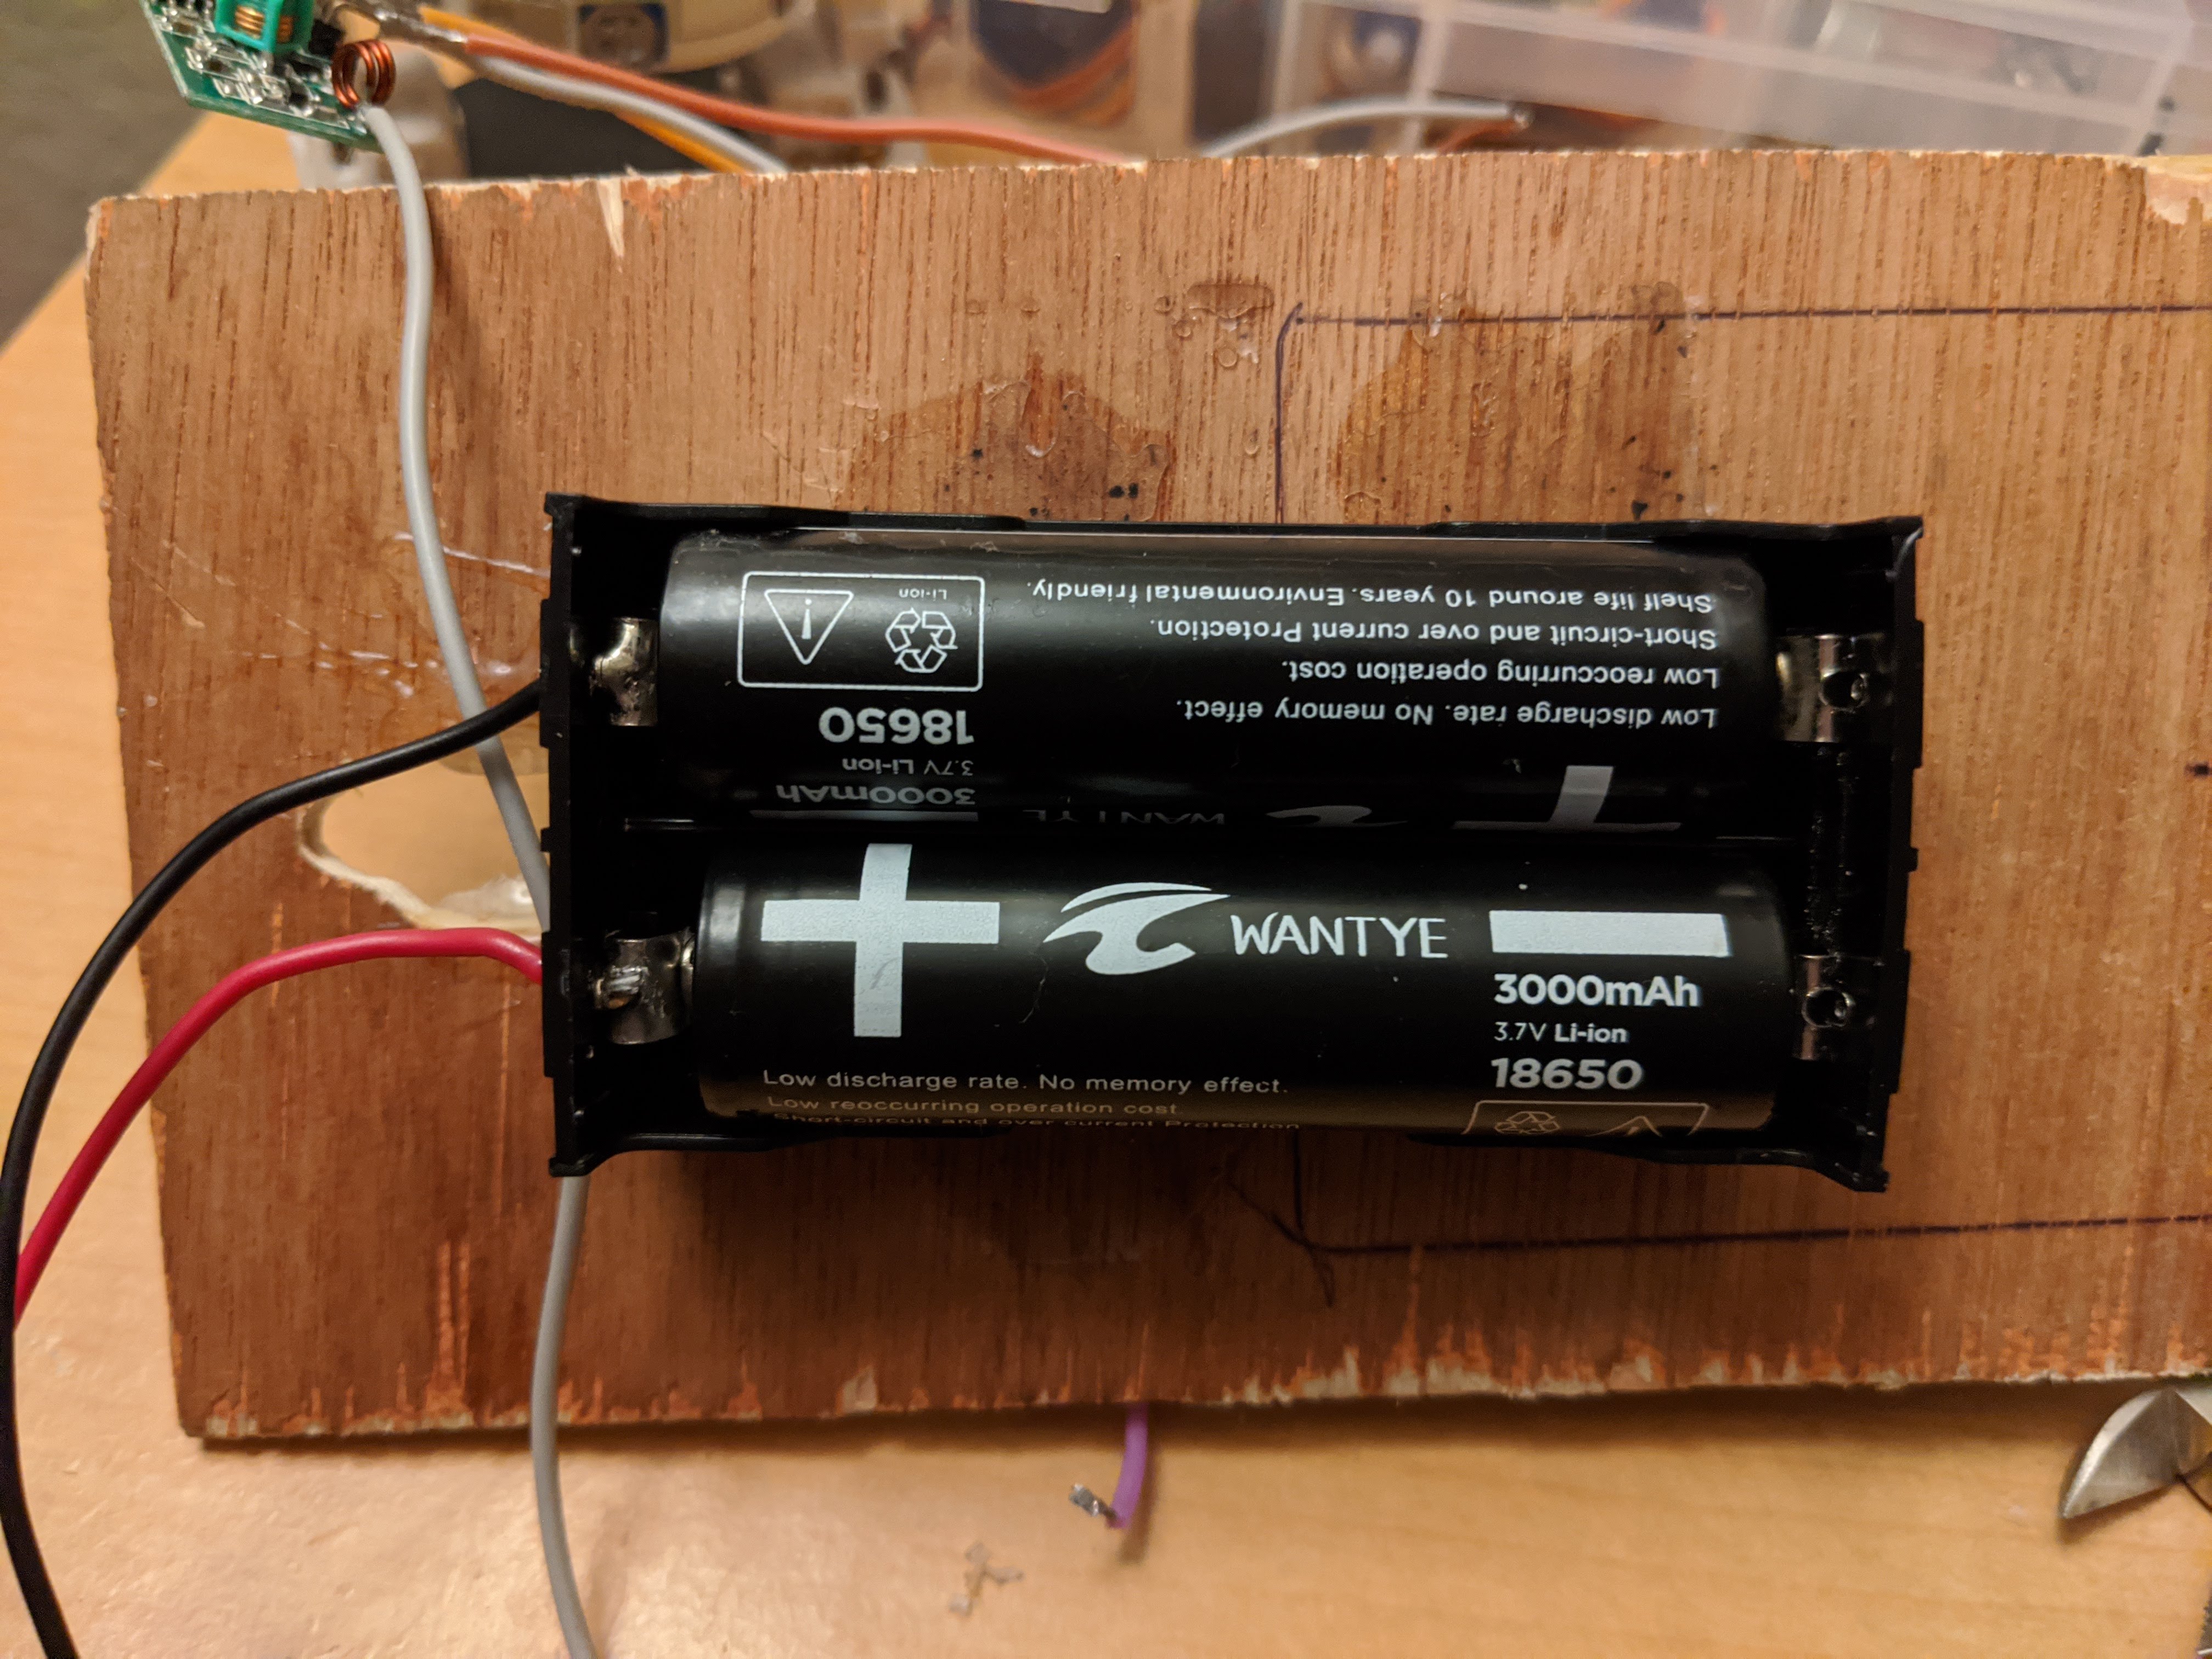 Shelf life around 10 years. Environmental friendly.
Short-circuit and over current Protection.
Low reoccurring operation cost.
Low discharge rate. No memory effect.
Li-ion
18650
3.7V Li-ion
3000mAh
WANTYE
+
+ WANTYE -
3000mAh
3.7V Li-ion
18650
Low discharge rate. No memory effect.
Low reoccurring operation cost
Short-circuit and over current Protection